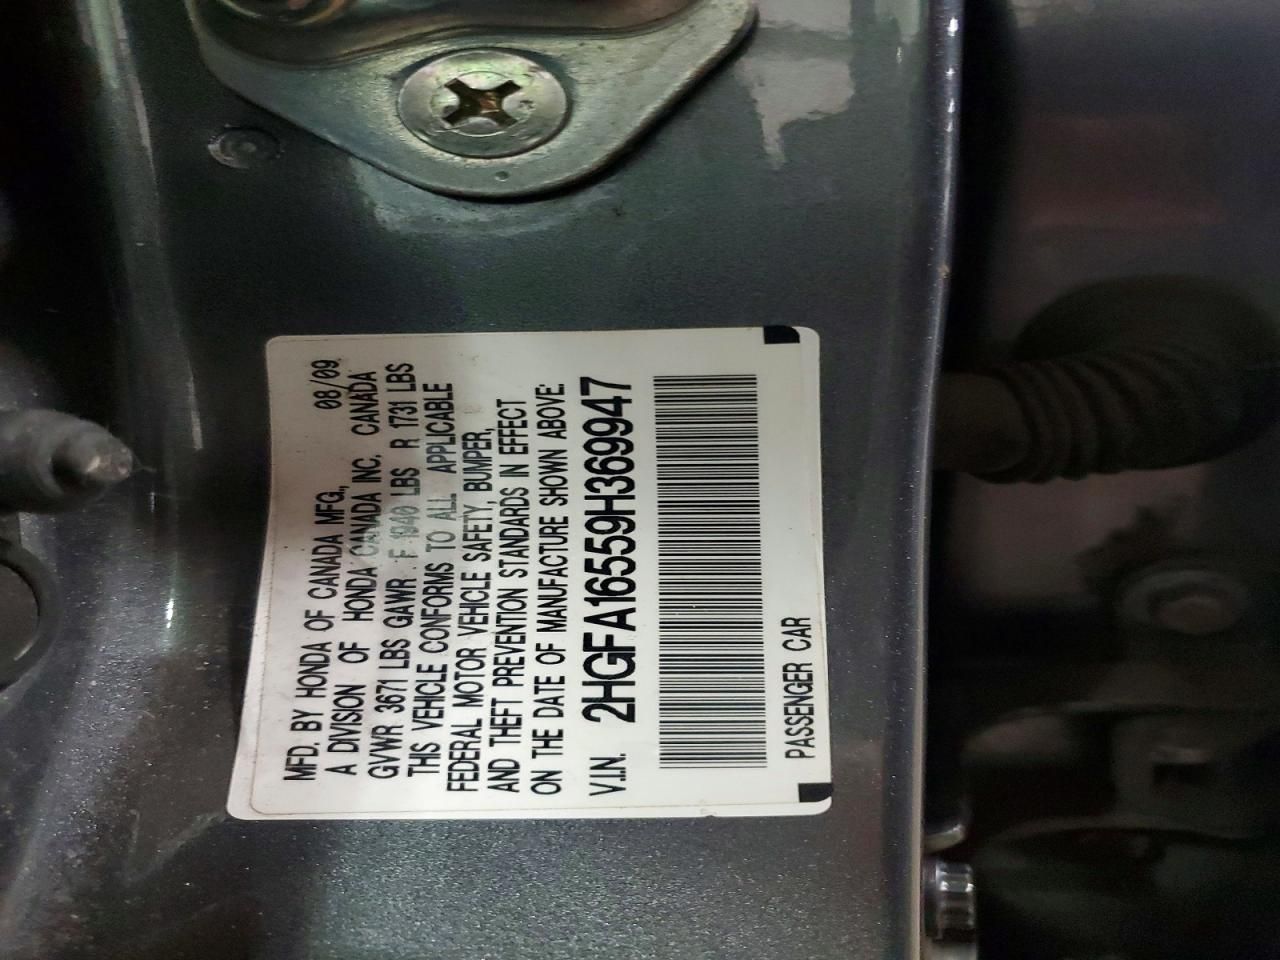 MFD. BY HONDA OF CANADA MFG., 08/09
A DIVISION OF HONDA CANADA INC. CANADA
GVWR 3671 LBS GAWR : F 1940 LBS R 1731 LBS
THIS VEHICLE CONFORMS TO ALL APPLICABLE
FEDERAL MOTOR VEHICLE SAFETY, BUMPER,
AND THEFT PREVENTION STANDARDS IN EFFECT
ON THE DATE OF MANUFACTURE SHOWN ABOVE:
V.I.N. 2HGFA16559H369947
PASSENGER CAR